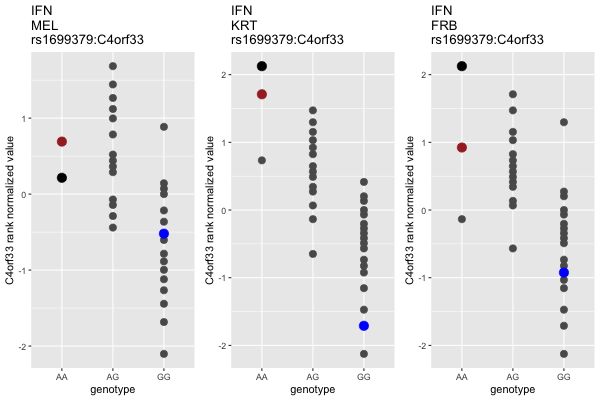 IFN
MEL
rs1699379:C4orf33
C4orf33 rank normalized value
1
0
-1
-2
AA
AG
GG
genotype
IFN
KRT
rs1699379:C4orf33
C4orf33 rank normalized value
2
1
0
-1
-2
AA
AG
GG
genotype
IFN
FRB
rs1699379:C4orf33
C4orf33 rank normalized value
2
1
0
-1
-2
AA
AG
GG
genotype